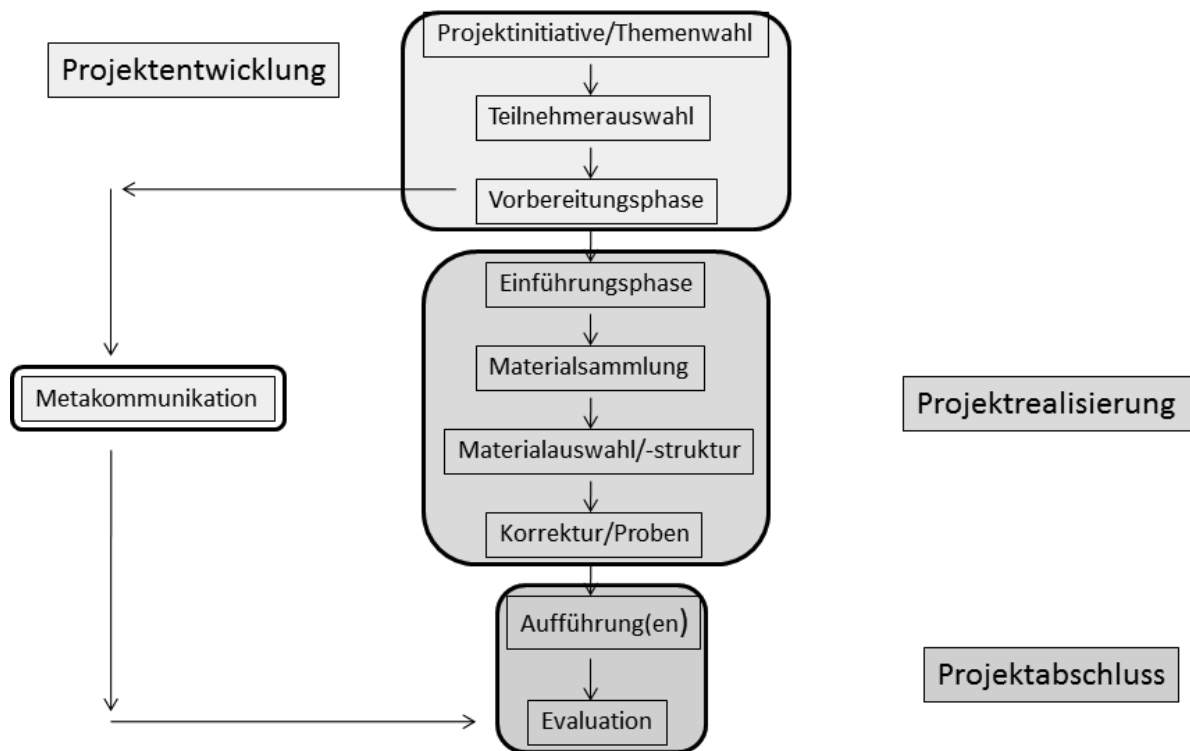 Projektinitiative/Themenwahl
Projektentwicklung
Teilnehmerauswahl
Vorbereitungsphase
Einführungsphase
Materialsammlung
Metakommunikation
Projektrealisierung
Materialauswahl/-struktur
Korrektur/Proben
Aufführung(en)
Projektabschluss
Evaluation